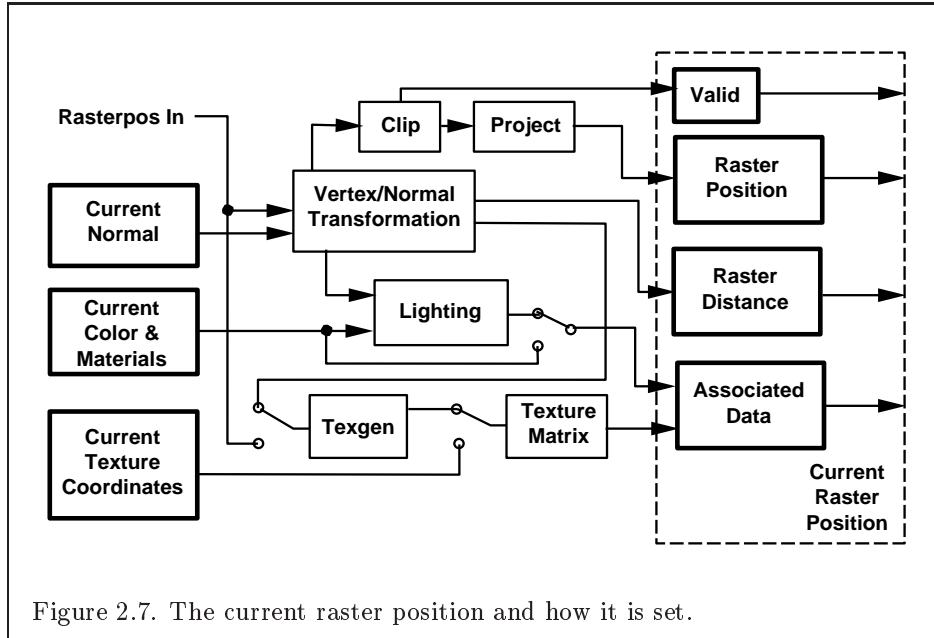 Rasterpos In
Current
Normal
Current
Color &
Materials
Current
Texture
Coordinates
Clip
Project
Vertex/Normal
Transformation
Lighting
Texgen
Texture
Matrix
Valid
Raster
Position
Raster
Distance
Associated
Data
Current
Raster
Position
Figure 2.7. The current raster position and how it is set.